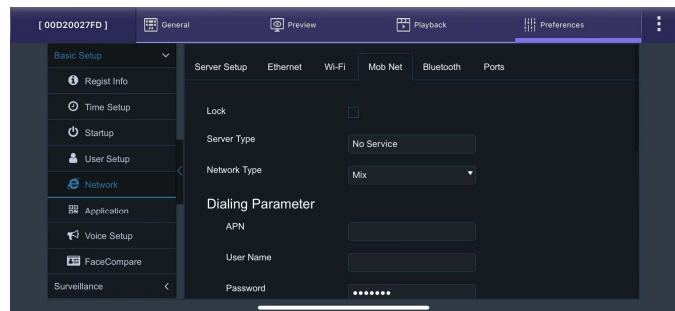 [ 00D20027FD ] General Preview Playback Preferences
Basic Setup
Server Setup Ethernet Wi-Fi Mob Net Bluetooth Ports
Regist Info
Time Setup
Lock
Startup
Server Type No Service
User Setup
Network Type Mix
Network
Dialing Parameter
Application
APN
Voice Setup
User Name
FaceCompare
Surveillance
Password •••••••